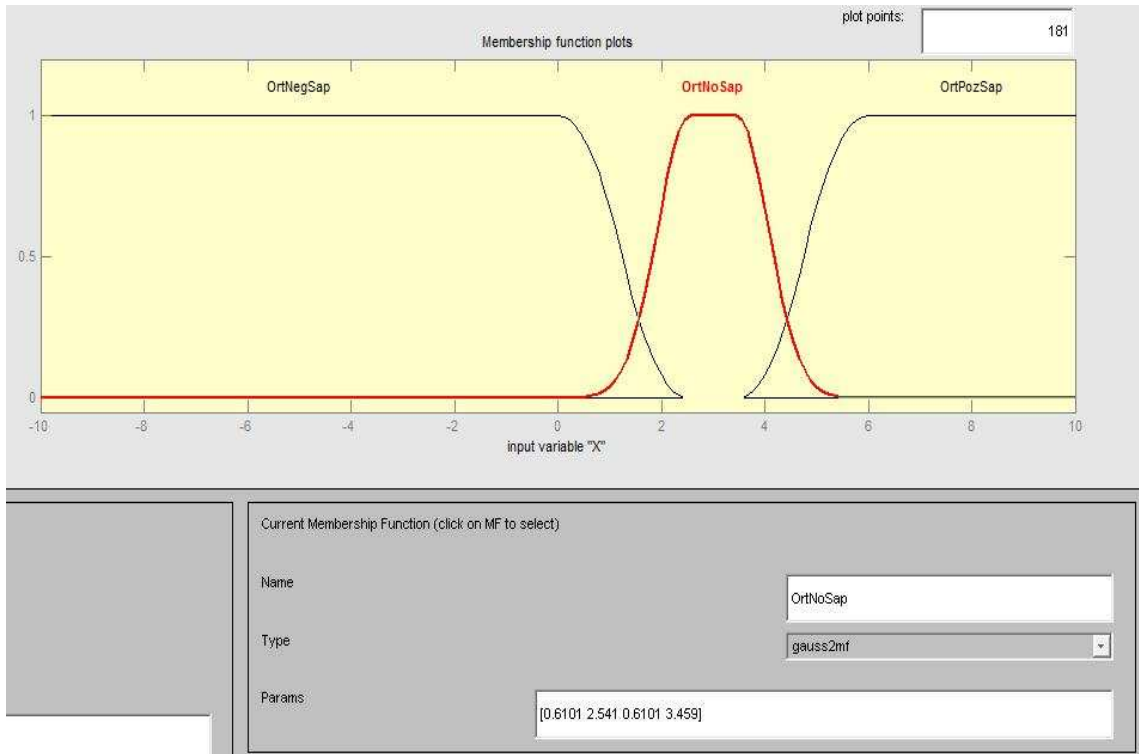 plot points:
181
Membership function plots
OrtNegSap
OrtNoSap
OrtPozSap
1
0.5
0
-10
-8
-6
-4
-2
0
2
4
6
8
10
input variable "X"
Current Membership Function (click on MF to select)
Name
OrtNoSap
Type
gauss2mf
Params
[0.6101 2.541 0.6101 3.459]